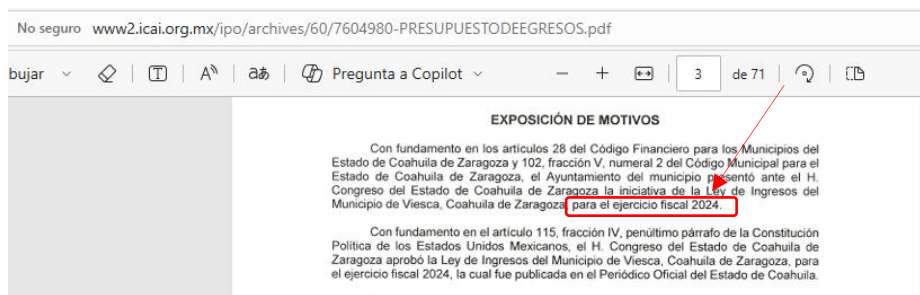 No seguro www2.icai.org.mx/ipo/archives/60/7604980-PRESUPUESTODEEGRESOS.pdf
bujar T A aあ Pregunta a Copilot 3 de 71
EXPOSICIÓN DE MOTIVOS
Con fundamento en los artículos 28 del Código Financiero para los Municipios del
Estado de Coahuila de Zaragoza y 102, fracción V, numeral 2 del Código Municipal para el
Estado de Coahuila de Zaragoza, el Ayuntamiento del municipio presentó ante el H.
Congreso del Estado de Coahuila de Zaragoza la iniciativa de la Ley de Ingresos del
Municipio de Viesca, Coahuila de Zaragoza, para el ejercicio fiscal 2024.
Con fundamento en el artículo 115, fracción IV, penúltimo párrafo de la Constitución
Política de los Estados Unidos Mexicanos, el H. Congreso del Estado de Coahuila de
Zaragoza aprobó la Ley de Ingresos del Municipio de Viesca, Coahuila de Zaragoza, para
el ejercicio fiscal 2024, la cual fue publicada en el Periódico Oficial del Estado de Coahuila.